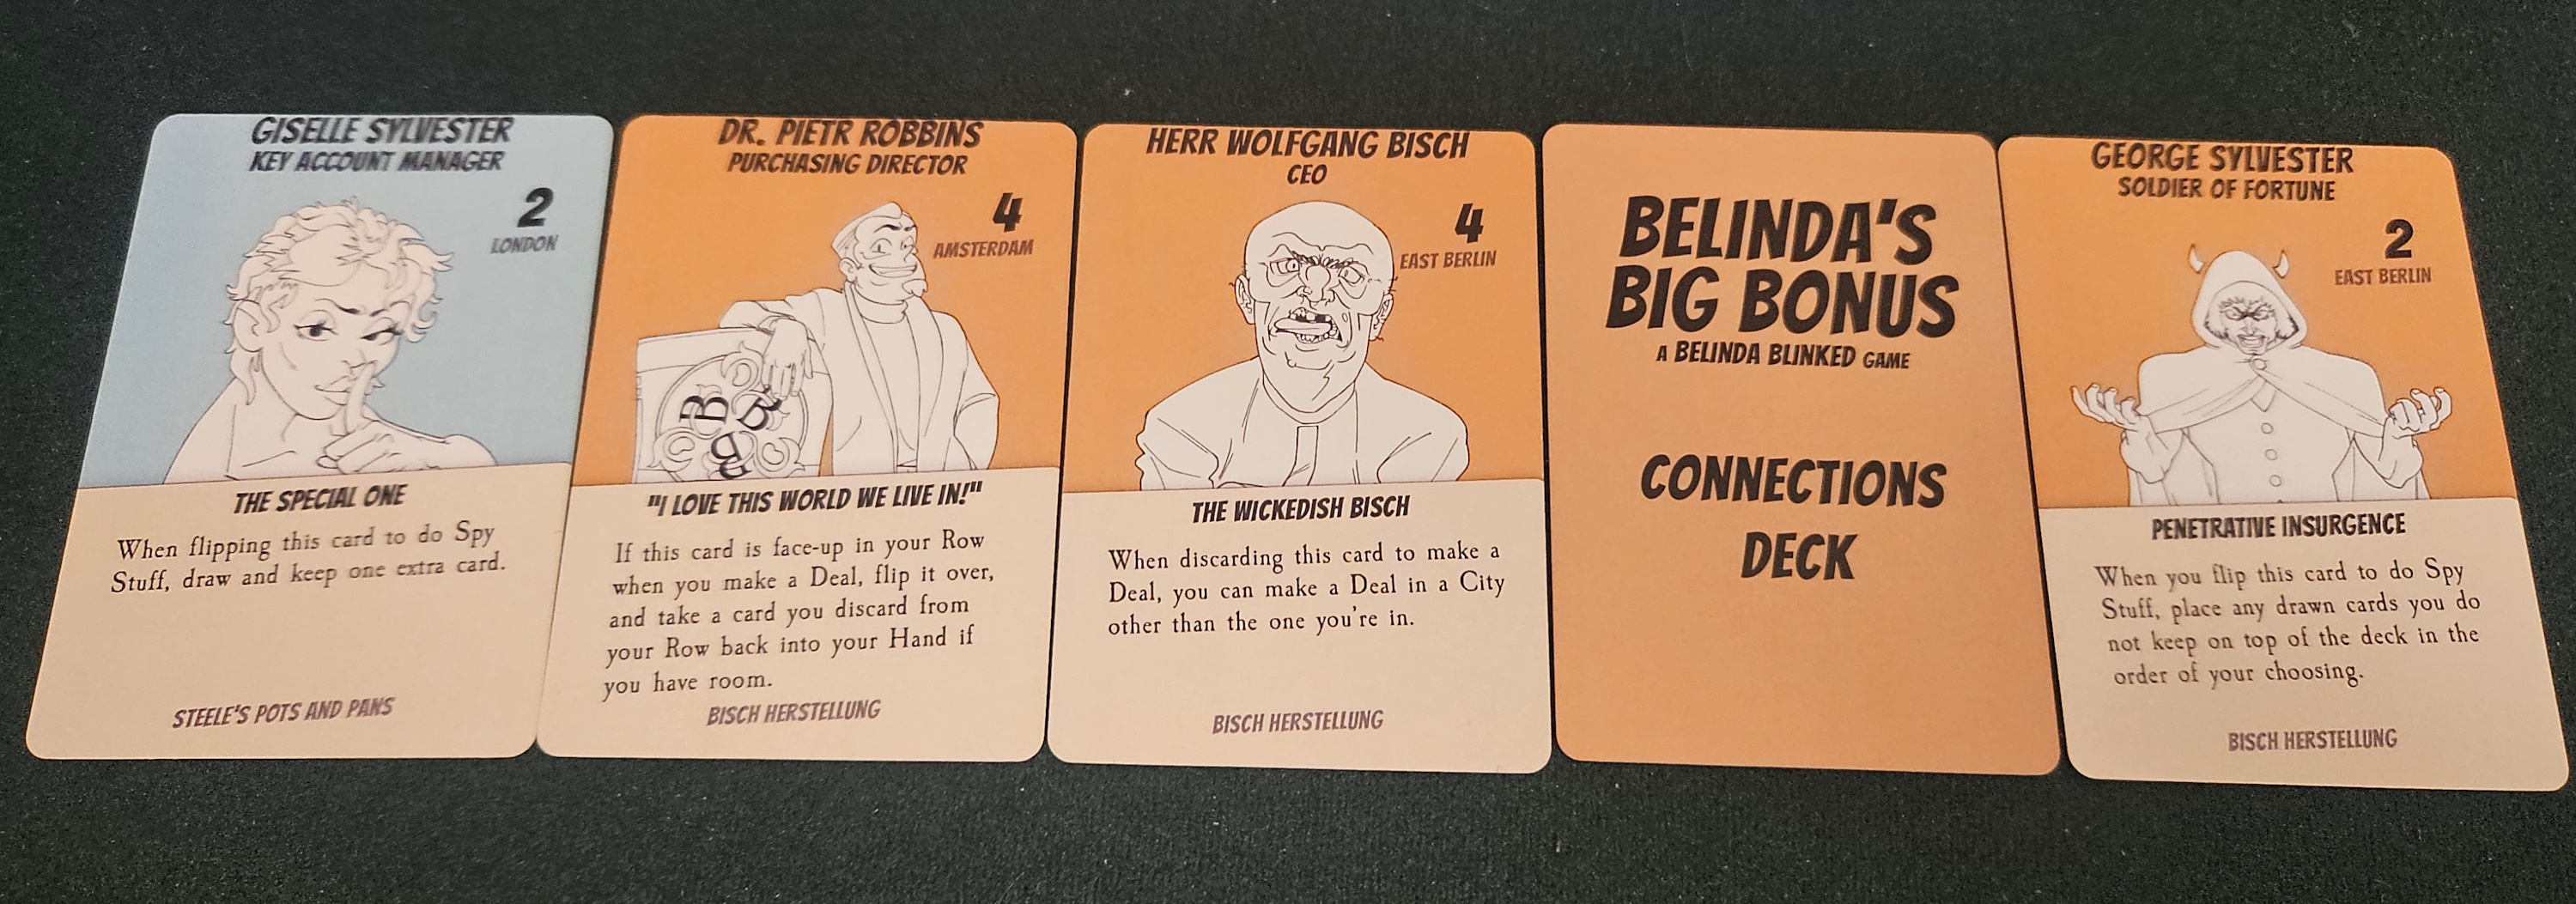 GISELLE SYLVESTER
KEY ACCOUNT MANAGER
2
LONDON
THE SPECIAL ONE
When flipping this card to do Spy
Stuff, draw and keep one extra card.
STEELE'S POTS AND PANS
DR. PIETR ROBBINS
PURCHASING DIRECTOR
4
AMSTERDAM
"I LOVE THIS WORLD WE LIVE IN!"
If this card is face-up in your Row
when you make a Deal, flip it over,
and take a card you discard from
your Row back into your Hand if
you have room.
BISCH HERSTELLUNG
HERR WOLFGANG BISCH
CEO
4
EAST BERLIN
THE WICKEDISH BISCH
When discarding this card to make a
Deal, you can make a Deal in a City
other than the one you're in.
BISCH HERSTELLUNG
BELINDA'S
BIG BONUS
A BELINDA BLINKED GAME
CONNECTIONS
DECK
GEORGE SYLVESTER
SOLDIER OF FORTUNE
2
EAST BERLIN
PENETRATIVE INSURGENCE
When you flip this card to do Spy
Stuff, place any drawn cards you do
not keep on top of the deck in the
order of your choosing.
BISCH HERSTELLUNG